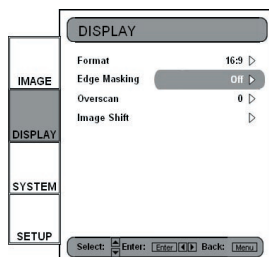 DISPLAY
IMAGE
DISPLAY
SYSTEM
SETUP
Format 16:9
Edge Masking Off
Overscan 0
Image Shift
Select: Enter: Enter Back: Menu